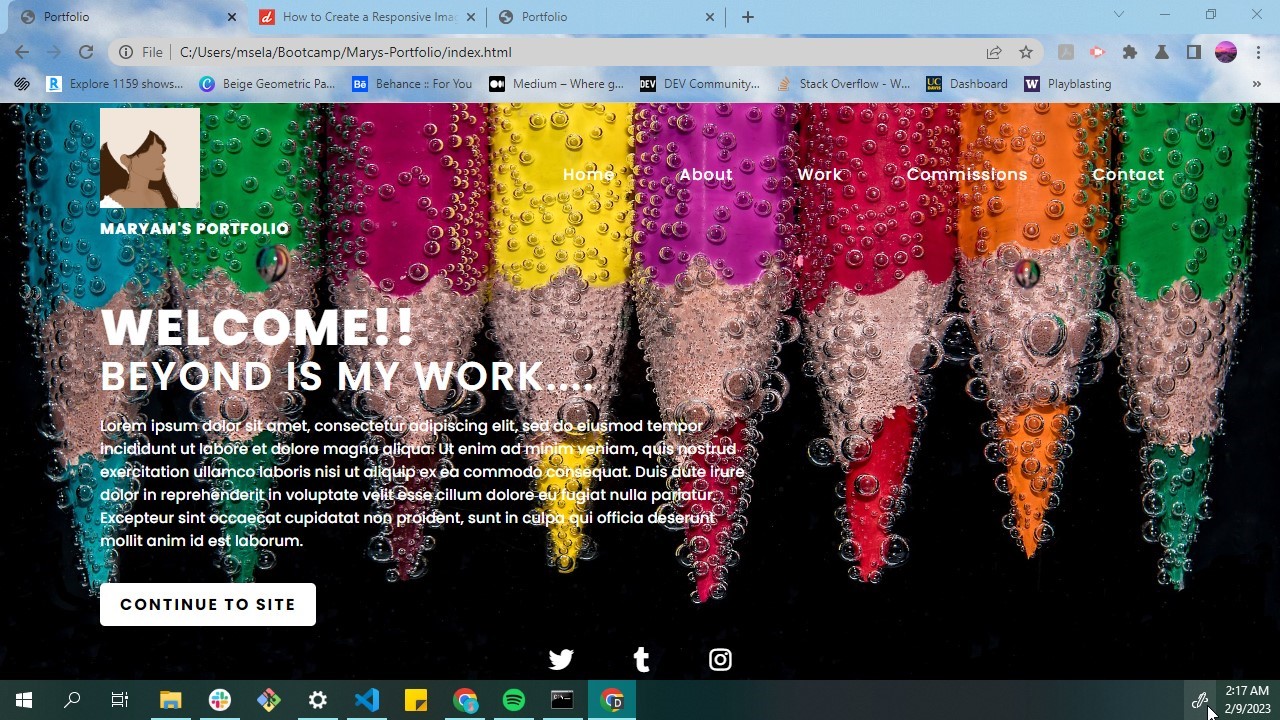 Portfolio
How to Create a Responsive Imag
Portfolio
File
C:/Users/msela/Bootcamp/Marys-Portfolio/index.html
Explore 1159 shows...
Beige Geometric Pa...
Behance :: For You
Medium – Where g...
DEV Community...
Stack Overflow - W...
Dashboard
Playblasting
Home About Work Commissions Contact
MARYAM'S PORTFOLIO
WELCOME!!
BEYOND IS MY WORK....
Lorem ipsum dolor sit amet, consectetur adipiscing elit, sed do eiusmod tempor
incididunt ut labore et dolore magna aliqua. Ut enim ad minim veniam, quis nostrud
exercitation ullamco laboris nisi ut aliquip ex ea commodo consequat. Duis aute irure
dolor in reprehenderit in voluptate velit esse cillum dolore eu fugiat nulla pariatur.
Excepteur sint occaecat cupidatat non proident, sunt in culpa qui officia deserunt
mollit anim id est laborum.
CONTINUE TO SITE
2:17 AM
2/9/2023